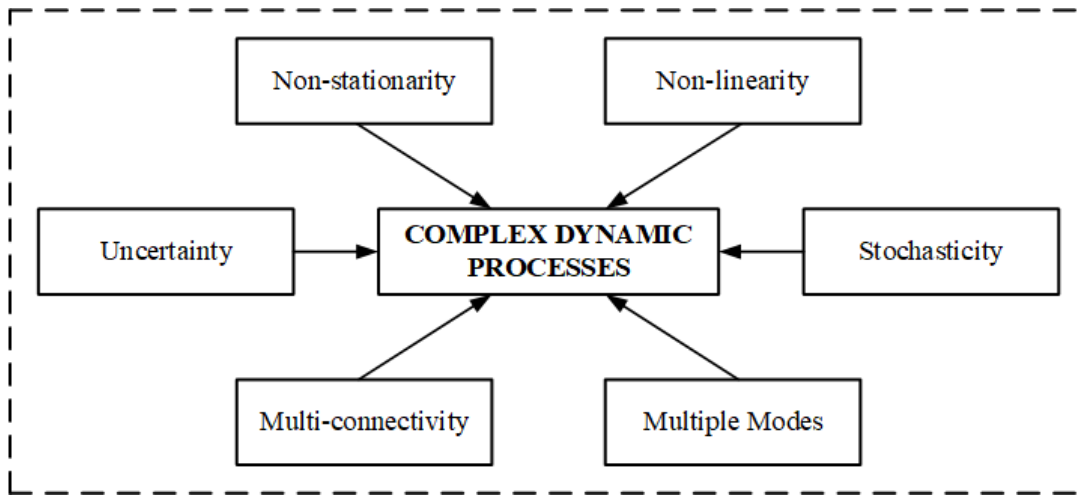 Non-stationarity
Non-linearity
Uncertainty
COMPLEX DYNAMIC
PROCESSES
Stochasticity
Multi-connectivity
Multiple Modes